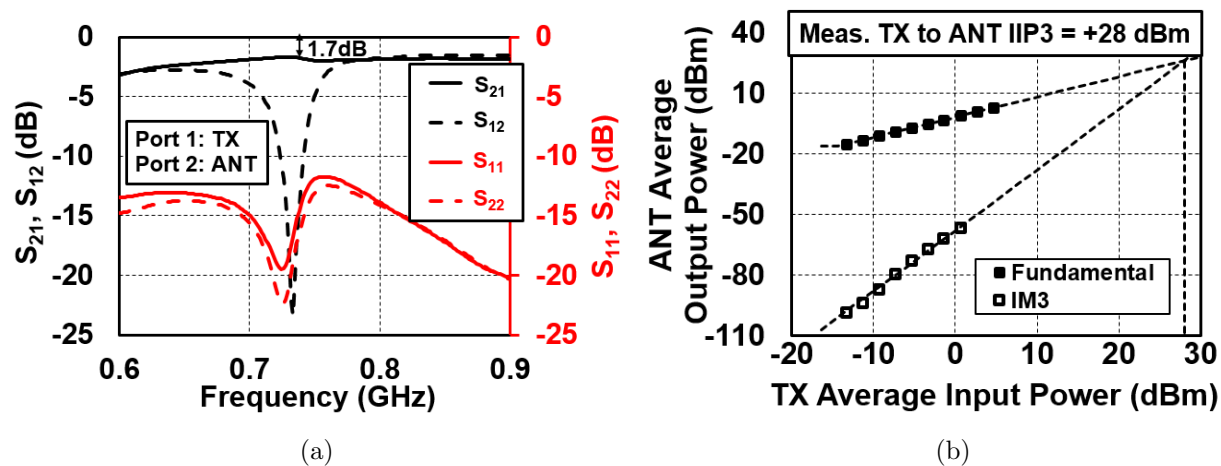 0
-5
-10
-15
-20
-25
S21, S12 (dB)
0.6
0.7
0.8
0.9
Frequency (GHz)
0
-5
-10
-15
-20
-25
S11, S22 (dB)
1.7dB
Port 1: TX
Port 2: ANT
S21
S12
S11
S22
(a)
Meas. TX to ANT IIP3 = +28 dBm
40
10
-20
-50
-80
-110
ANT Average
Output Power (dBm)
Fundamental
IM3
-20
-10
0
10
20
30
TX Average Input Power (dBm)
(b)